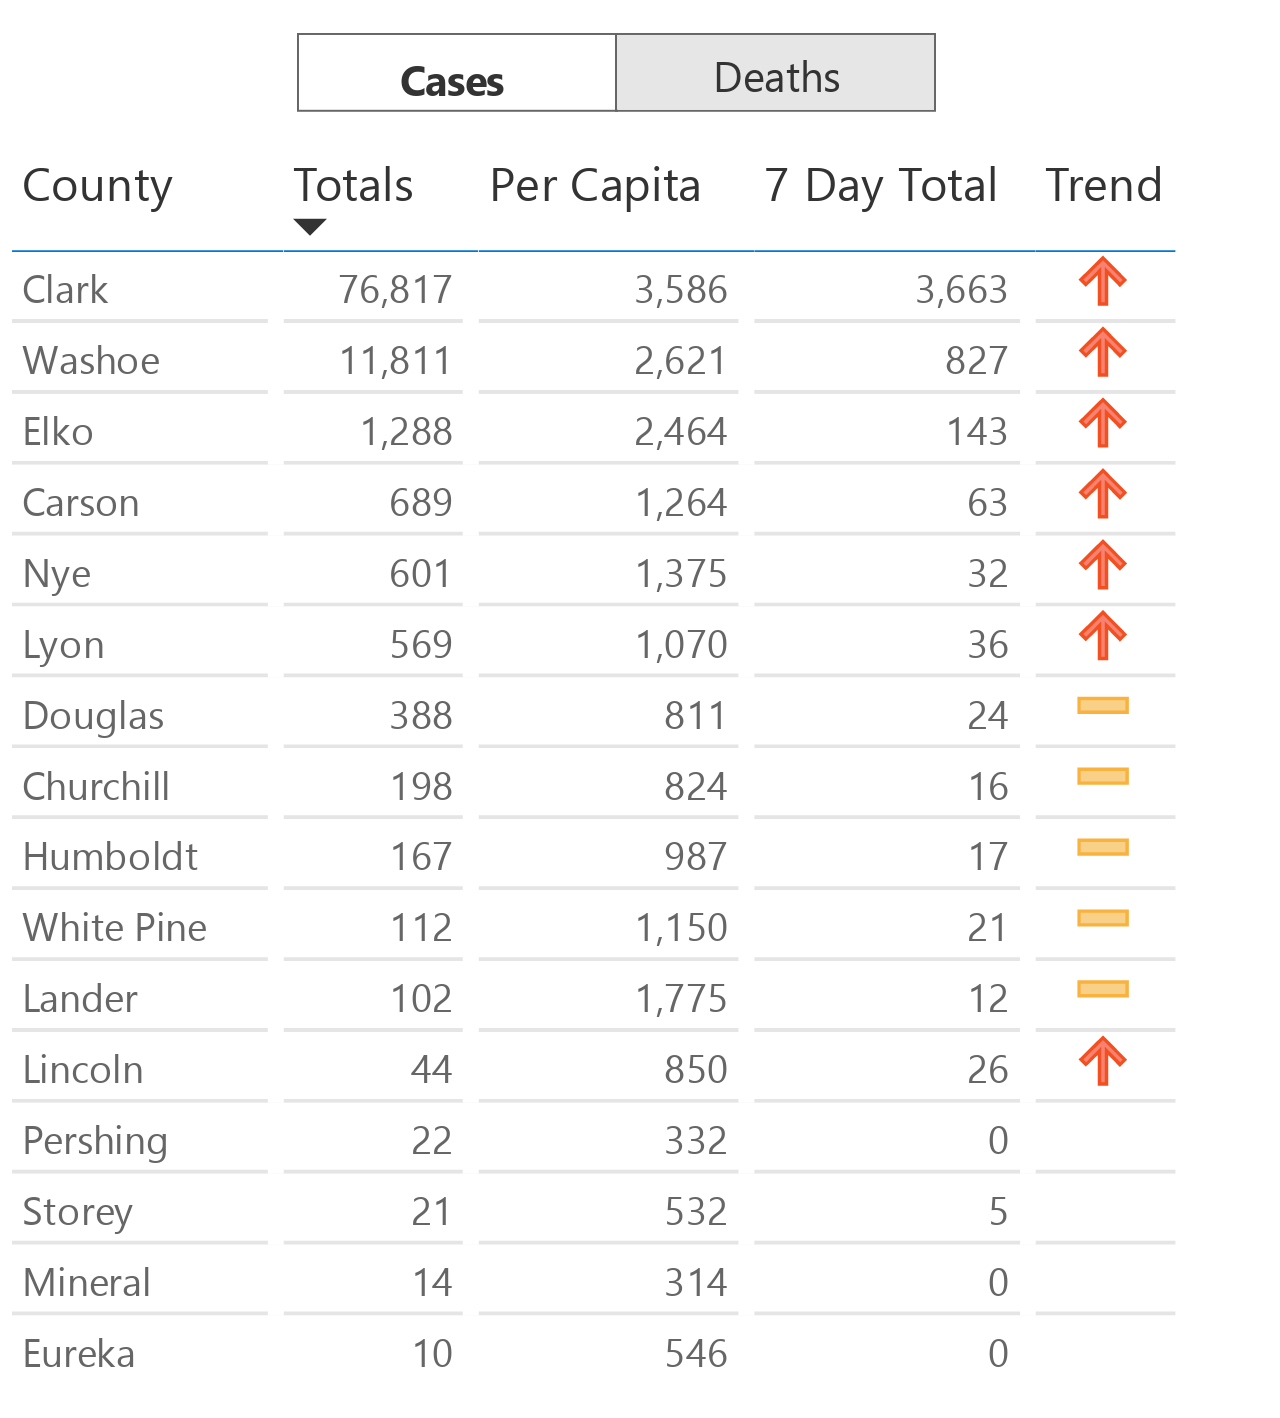 Cases Deaths
County Totals Per Capita 7 Day Total Trend
Clark 76,817 3,586 3,663
Washoe 11,811 2,621 827
Elko 1,288 2,464 143
Carson 689 1,264 63
Nye 601 1,375 32
Lyon 569 1,070 36
Douglas 388 811 24
Churchill 198 824 16
Humboldt 167 987 17
White Pine 112 1,150 21
Lander 102 1,775 12
Lincoln 44 850 26
Pershing 22 332 0
Storey 21 532 5
Mineral 14 314 0
Eureka 10 546 0